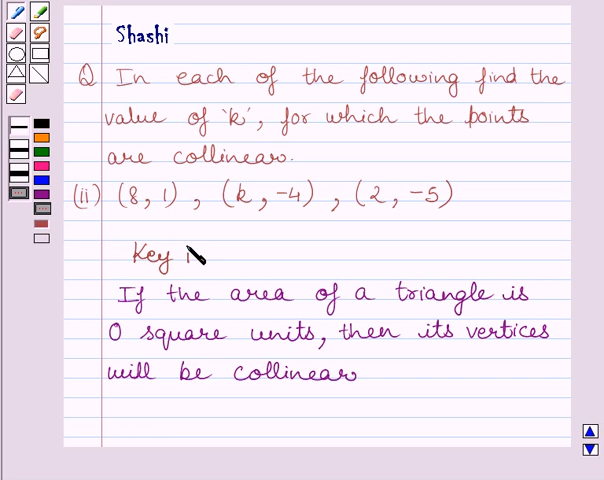 Shashi
Q In each of the following find the
value of 'k', for which the points
are collinear.
(ii) (8, 1) , (k, -4) , (2, -5)
Key
If the area of a triangle is
0 square units, then its vertices
will be collinear